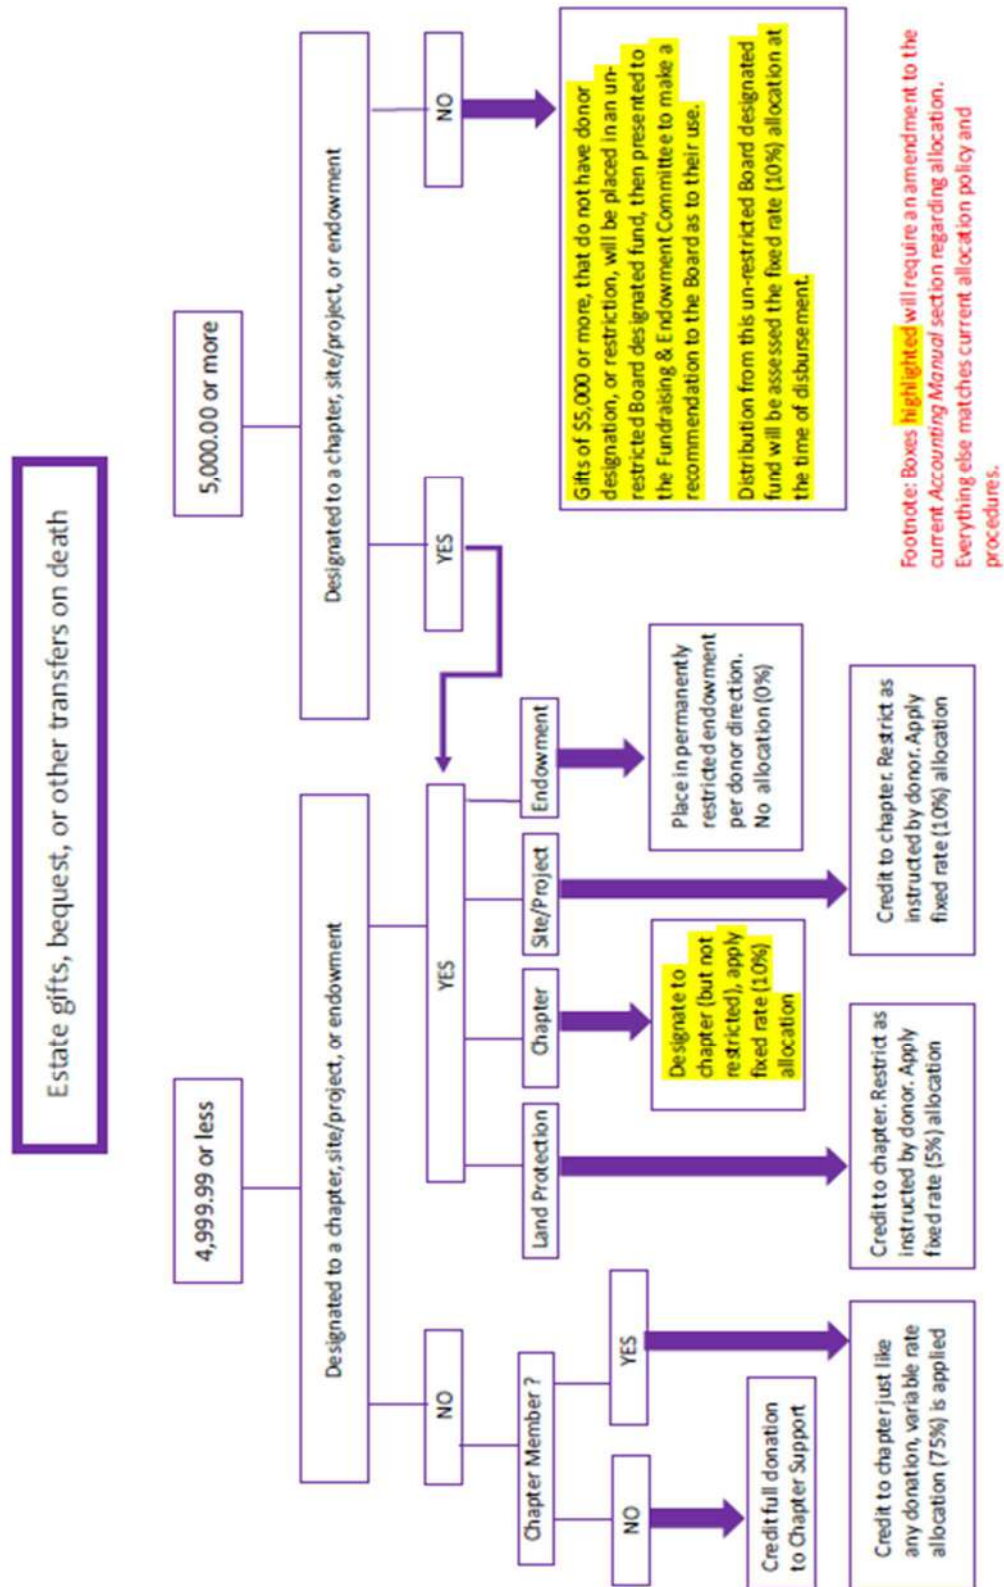 Estate gifts, bequest, or other transfers on death
4,999.99 or less
5,000.00 or more
Designated to a chapter, site/project, or endowment
Designated to a chapter, site/project, or endowment
NO
YES
YES
NO
Chapter Member ?
Land Protection
Chapter
Site/Project
Endowment
NO
YES
Credit full donation
to Chapter Support
Credit to chapter just like
any donation, variable rate
allocation (75%) is applied
Credit to chapter. Restrict as
instructed by donor. Apply
fixed rate (5%) allocation
Designate to
chapter (but not
restricted), apply
fixed rate (10%)
allocation
Credit to chapter. Restrict as
instructed by donor. Apply
fixed rate (10%) allocation
Place in permanently
restricted endowment
per donor direction.
No allocation (0%)
Gifts of $5,000 or more, that do not have donor
designation, or restriction, will be placed in an un-
restricted Board designated fund, then presented to
the Fundraising & Endowment Committee to make a
recommendation to the Board as to their use.
Distribution from this un-restricted Board designated
fund will be assessed the fixed rate (10%) allocation at
the time of disbursement.
Footnote: Boxes highlighted will require an amendment to the
current Accounting Manual section regarding allocation.
Everything else matches current allocation policy and
procedures.